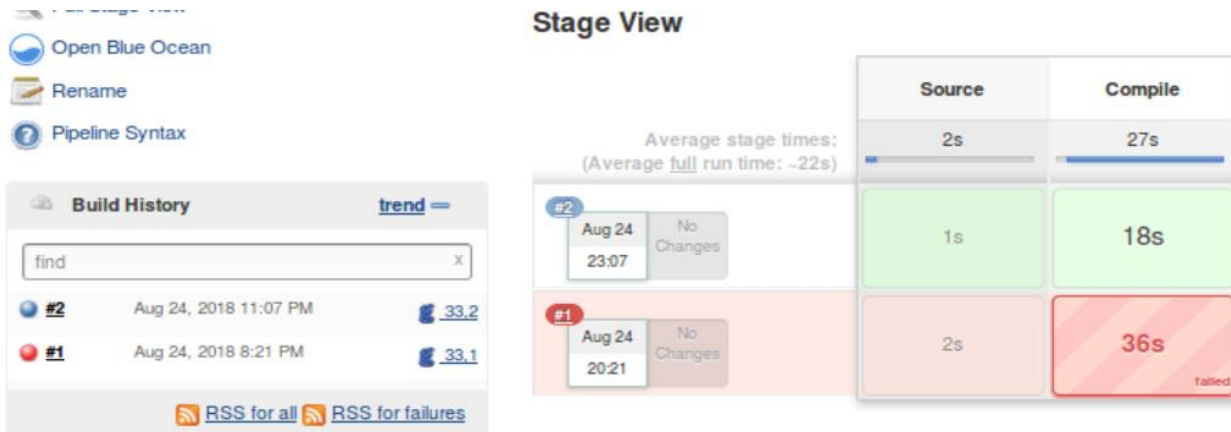 Full Stage View
Open Blue Ocean
Rename
Pipeline Syntax
Build History trend
find x
#2 Aug 24, 2018 11:07 PM 33,2
#1 Aug 24, 2018 8:21 PM 33,1
RSS for all RSS for failures
Stage View
Source Compile
Average stage times: 2s 27s
(Average full run time: ~22s)
#2
Aug 24 No
Changes
23:07
1s 18s
#1
Aug 24 No
Changes
20:21
2s 36s
failed